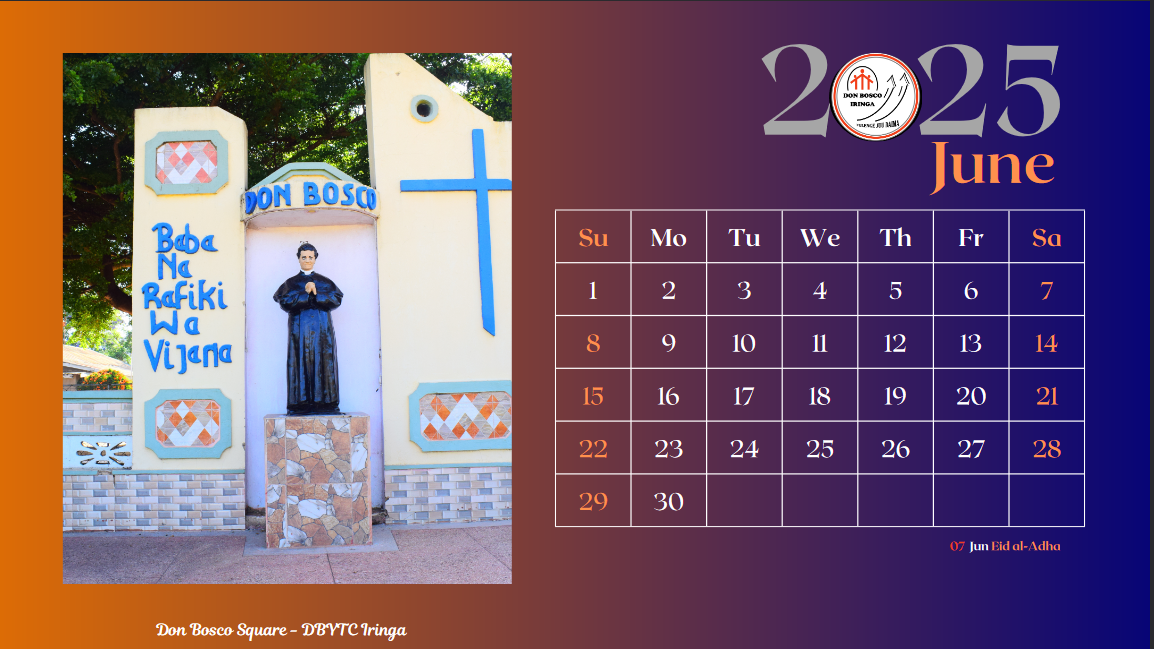 2025
DON BOSCO
IRINGA
June
DON BOSCO
Baba
Na
Rafiki
Wa
Vijana
Su Mo Tu We Th Fr Sa
1 2 3 4 5 6 7
8 9 10 11 12 13 14
15 16 17 18 19 20 21
22 23 24 25 26 27 28
29 30
07 Jun Eid al-Adha
Don Bosco Square – DBYTC Iringa